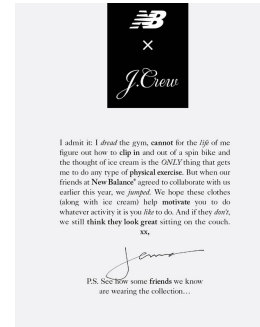 NB
×
J.Crew
I admit it: I dread the gym, cannot for the life of me
figure out how to clip in and out of a spin bike and
the thought of ice cream is the ONLY thing that gets
me to do any type of physical exercise. But when our
friends at New Balance® agreed to collaborate with us
earlier this year, we jumped. We hope these clothes
(along with ice cream) help motivate you to do
whatever activity it is you like to do. And if they don't,
we still think they look great sitting on the couch.
xx,
Jenna
P.S. See how some friends we know
are wearing the collection…